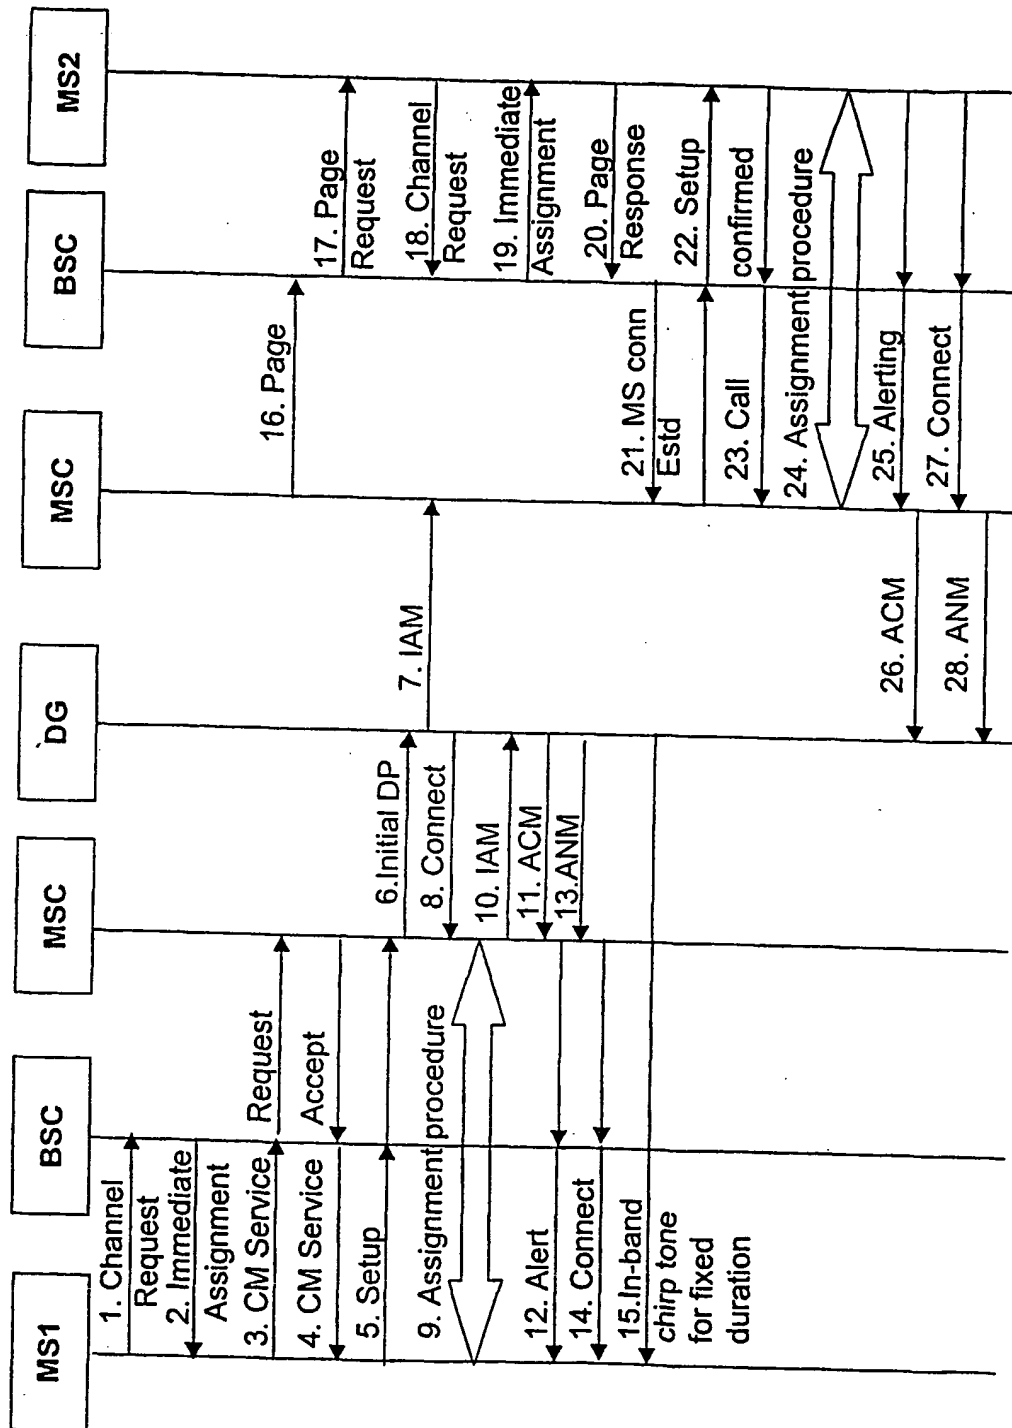 MS1
BSC
MSC
DG
MSC
BSC
MS2
1. Channel
Request
2. Immediate
Assignment
3. CM Service
Request
4. CM Service
Accept
5. Setup
6.Initial DP
7. IAM
8. Connect
9. Assignment procedure
10. IAM
11. ACM
12. Alert
13.ANM
14. Connect
15.In-band
chirp tone
for fixed
duration
16. Page
17. Page
Request
18. Channel
Request
19. Immediate
Assignment
20. Page
Response
21. MS conn
Estd
22. Setup
23. Call
confirmed
24. Assignment procedure
25. Alerting
26. ACM
27. Connect
28. ANM